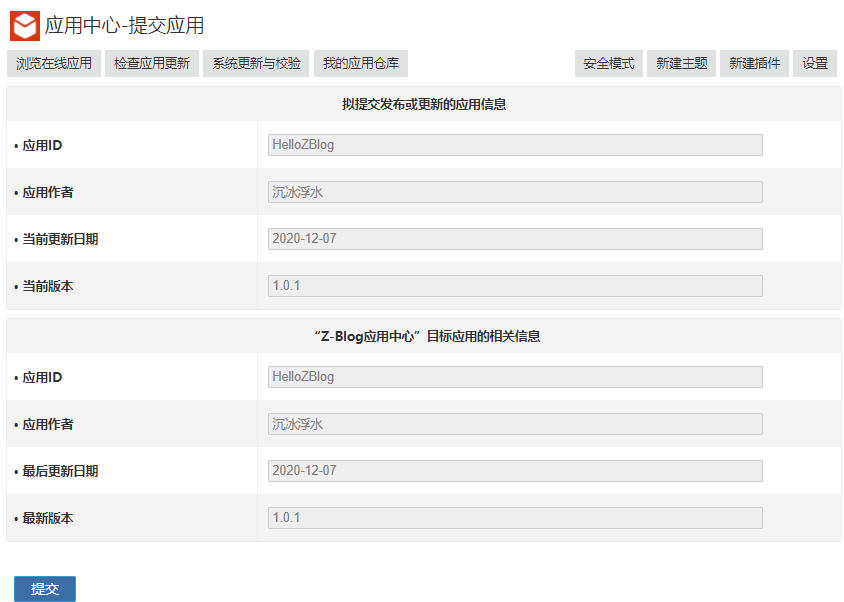 应用中心-提交应用
浏览在线应用 检查应用更新 系统更新与校验 我的应用仓库 安全模式 新建主题 新建插件 设置
拟提交发布或更新的应用信息
• 应用ID HelloZBlog
• 应用作者 沉冰浮水
• 当前更新日期 2020-12-07
• 当前版本 1.0.1
“Z-Blog应用中心”目标应用的相关信息
• 应用ID HelloZBlog
• 应用作者 沉冰浮水
• 最后更新日期 2020-12-07
• 最新版本 1.0.1
提交